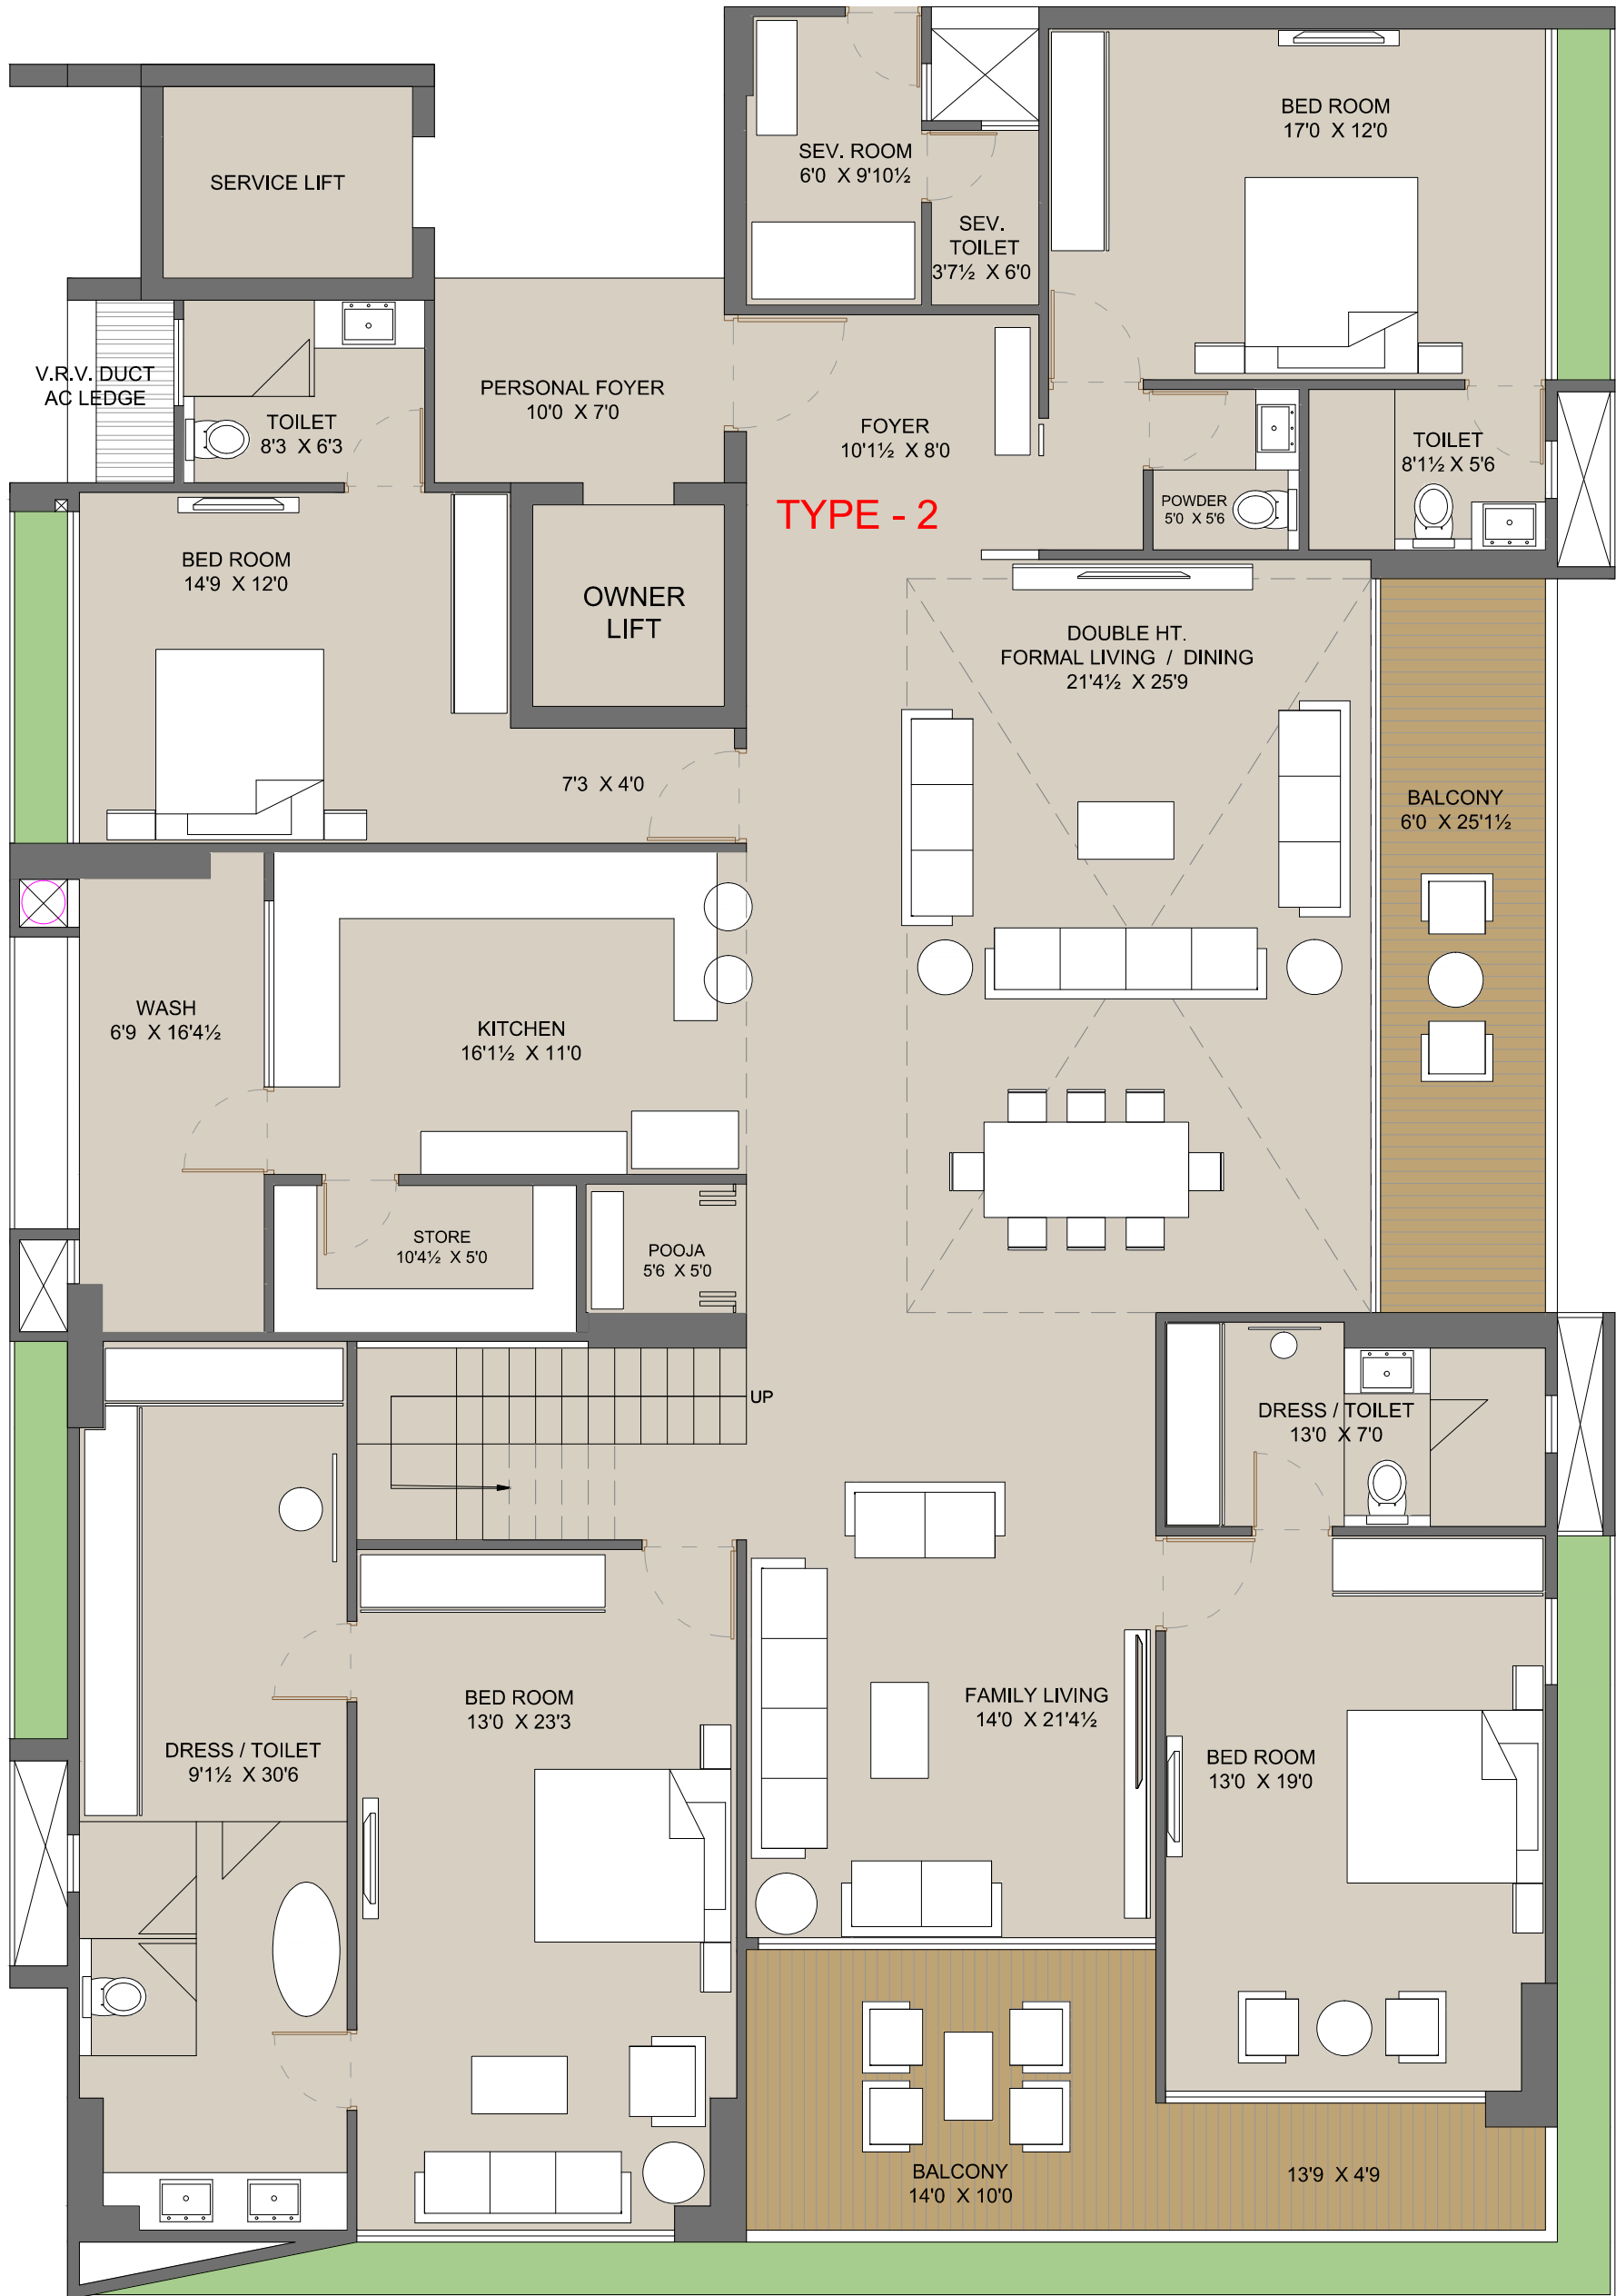 BED ROOM
17'0 X 12'0
SEV. ROOM
6'0 X 9'10½
SERVICE LIFT
SEV.
TOILET
3'7½ X 6'0
V.R.V. DUCT
AC LEDGE
PERSONAL FOYER
10'0 X 7'0
TOILET
8'3 X 6'3
FOYER
10'1½ X 8'0
TOILET
8'1½ X 5'6
POWDER
5'0 X 5'6
TYPE - 2
BED ROOM
14'9 X 12'0
OWNER
LIFT
DOUBLE HT.
FORMAL LIVING / DINING
21'4½ X 25'9
7'3 X 4'0
BALCONY
6'0 X 25'1½
WASH
6'9 X 16'4½
KITCHEN
16'1½ X 11'0
STORE
10'4½ X 5'0
POOJA
5'6 X 5'0
UP
DRESS / TOILET
13'0 X 7'0
BED ROOM
13'0 X 23'3
FAMILY LIVING
14'0 X 21'4½
DRESS / TOILET
9'1½ X 30'6
BED ROOM
13'0 X 19'0
BALCONY
14'0 X 10'0
13'9 X 4'9